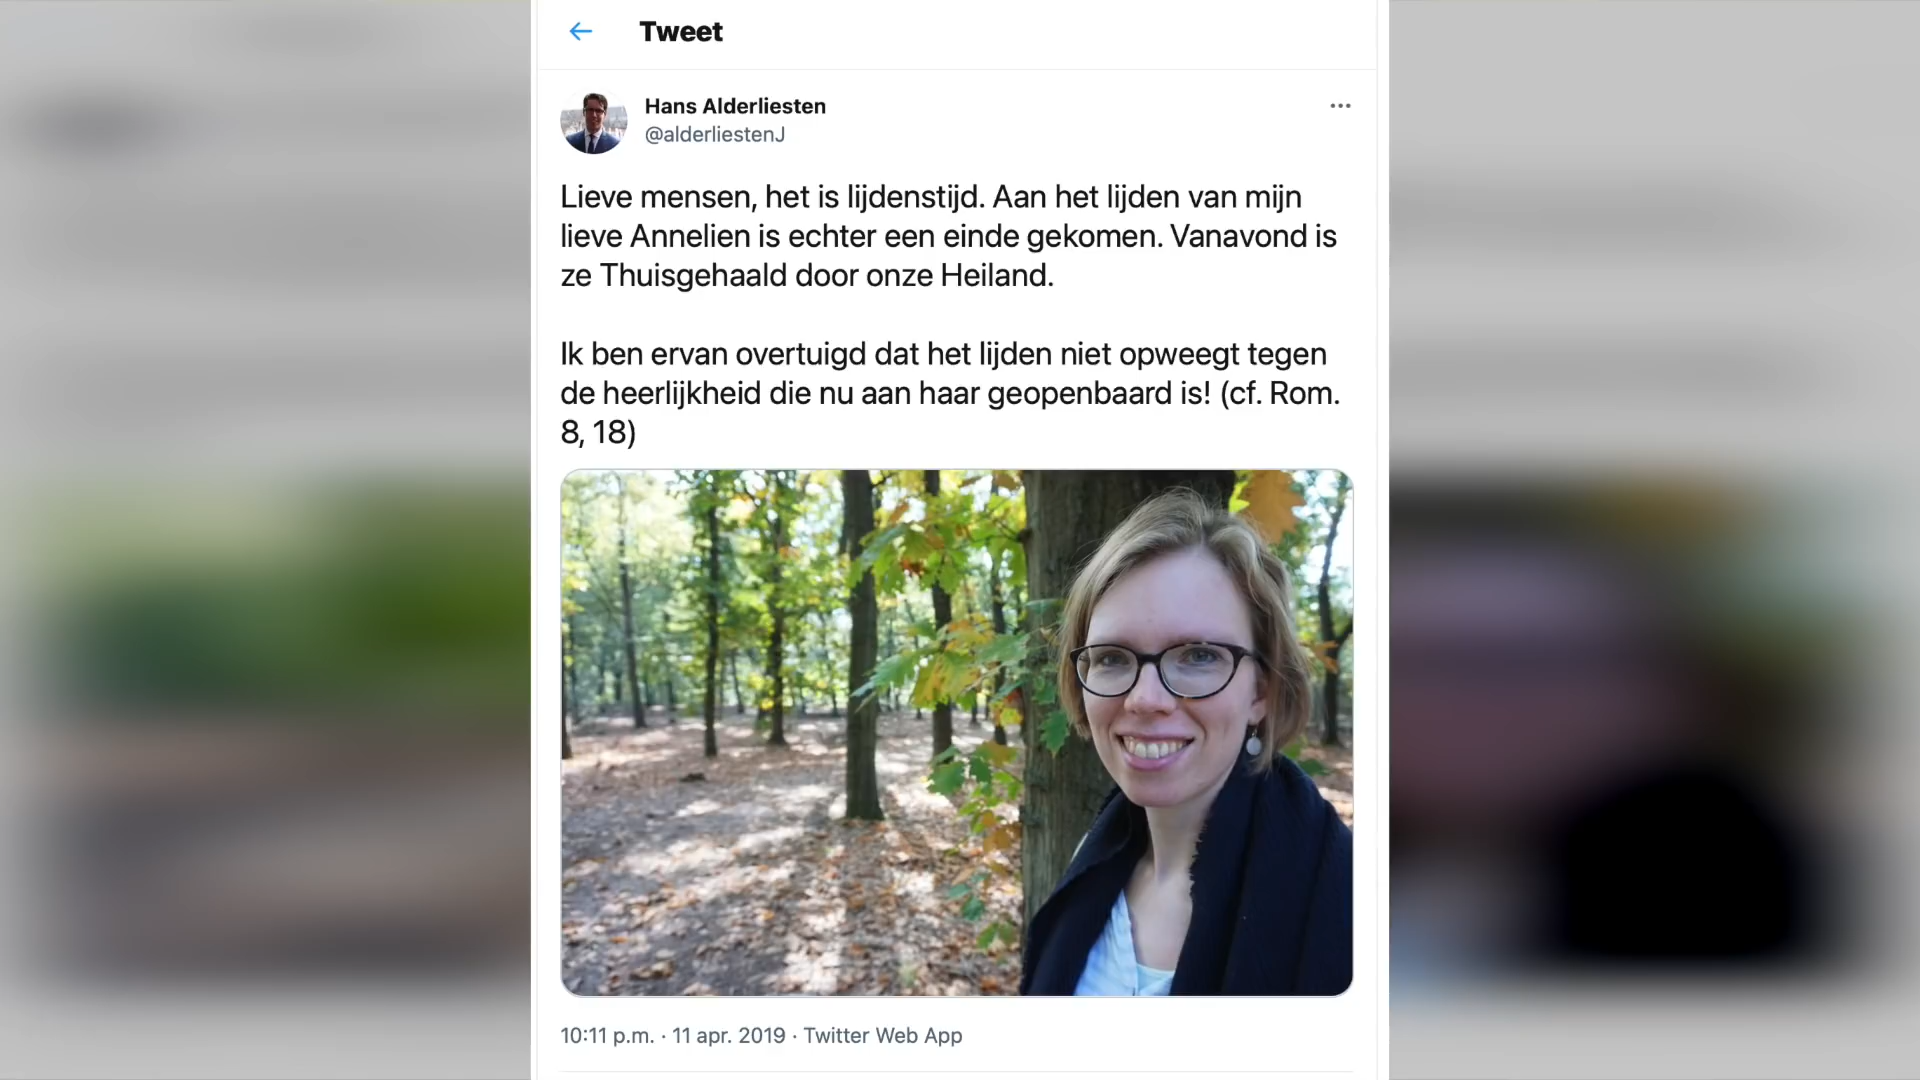 Tweet
Hans Alderliesten
@alderliestenJ
Lieve mensen, het is lijdenstijd. Aan het lijden van mijn
lieve Annelien is echter een einde gekomen. Vanavond is
ze Thuisgehaald door onze Heiland.
Ik ben ervan overtuigd dat het lijden niet opweegt tegen
de heerlijkheid die nu aan haar geopenbaard is! (cf. Rom.
8, 18)
10:11 p.m. · 11 apr. 2019 · Twitter Web App